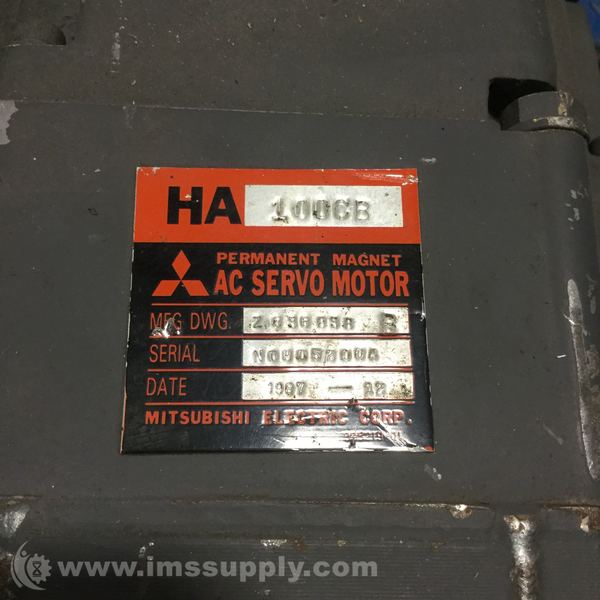 HA 100CB
PERMANENT MAGNET
AC SERVO MOTOR
MFG DWG.
SERIAL
DATE
MITSUBISHI ELECTRIC CORP.
www.imssupply.com